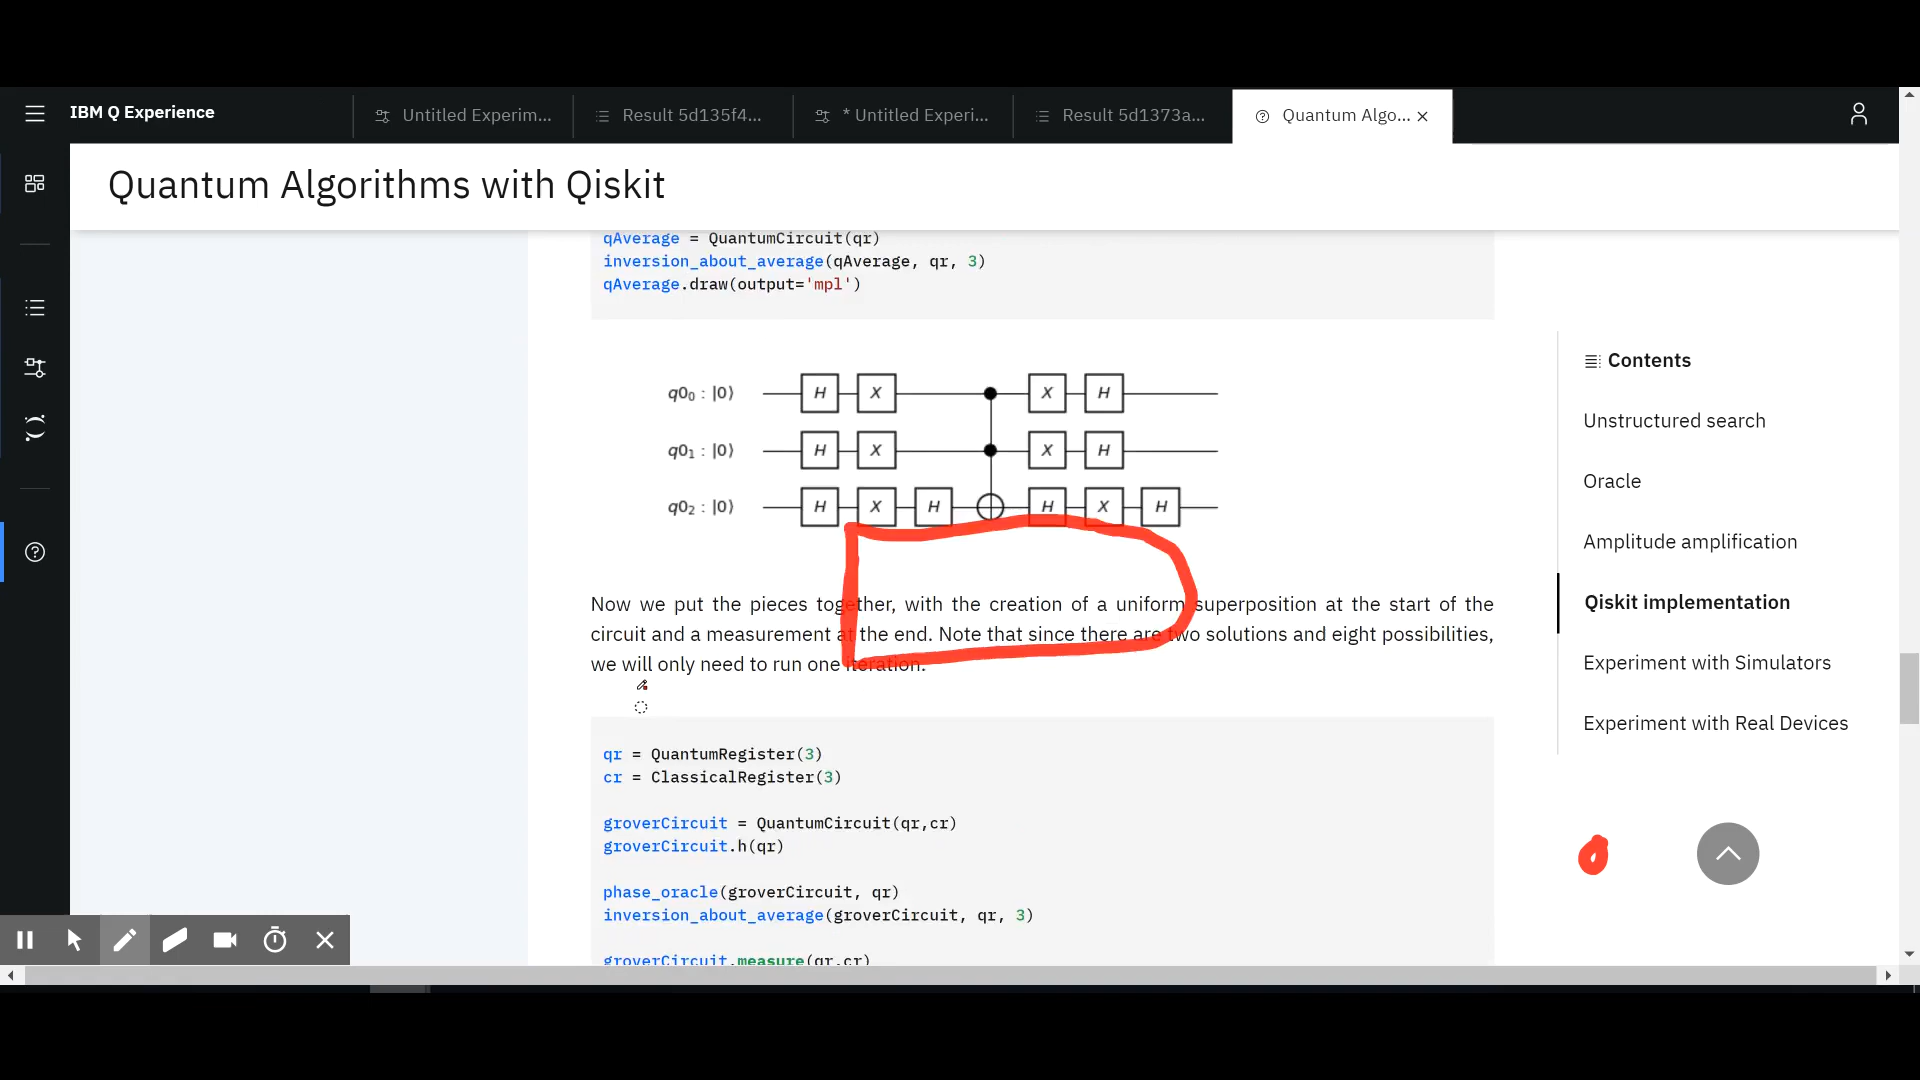 IBM Q Experience
Untitled Experim...
Result 5d135f4...
* Untitled Experi...
Result 5d1373a...
Quantum Algo...
Quantum Algorithms with Qiskit
qAverage = QuantumCircuit(qr)
inversion_about_average(qAverage, qr, 3)
qAverage.draw(output='mpl')
q0₀ : |0⟩ H X X H
q0₁ : |0⟩ H X X H
q0₂ : |0⟩ H X H H X H
Now we put the pieces together, with the creation of a uniform superposition at the start of the
circuit and a measurement at the end. Note that since there are two solutions and eight possibilities,
we will only need to run one iteration.
qr = QuantumRegister(3)
cr = ClassicalRegister(3)
groverCircuit = QuantumCircuit(qr,cr)
groverCircuit.h(qr)
phase_oracle(groverCircuit, qr)
inversion_about_average(groverCircuit, qr, 3)
groverCircuit.measure(qr,cr)
Contents
Unstructured search
Oracle
Amplitude amplification
Qiskit implementation
Experiment with Simulators
Experiment with Real Devices